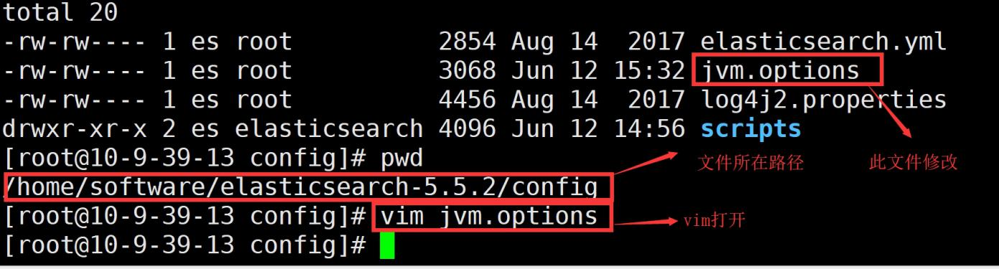 total 20
-rw-rw---- 1 es root 2854 Aug 14 2017 elasticsearch.yml
-rw-rw---- 1 es root 3068 Jun 12 15:32 jvm.options
-rw-rw---- 1 es root 4456 Aug 14 2017 log4j2.properties
drwxr-xr-x 2 es elasticsearch 4096 Jun 12 14:56 scripts
[root@10-9-39-13 config]# pwd
文件所在路径
此文件修改
/home/software/elasticsearch-5.5.2/config
[root@10-9-39-13 config]# vim jvm.options
vim打开
[root@10-9-39-13 config]#